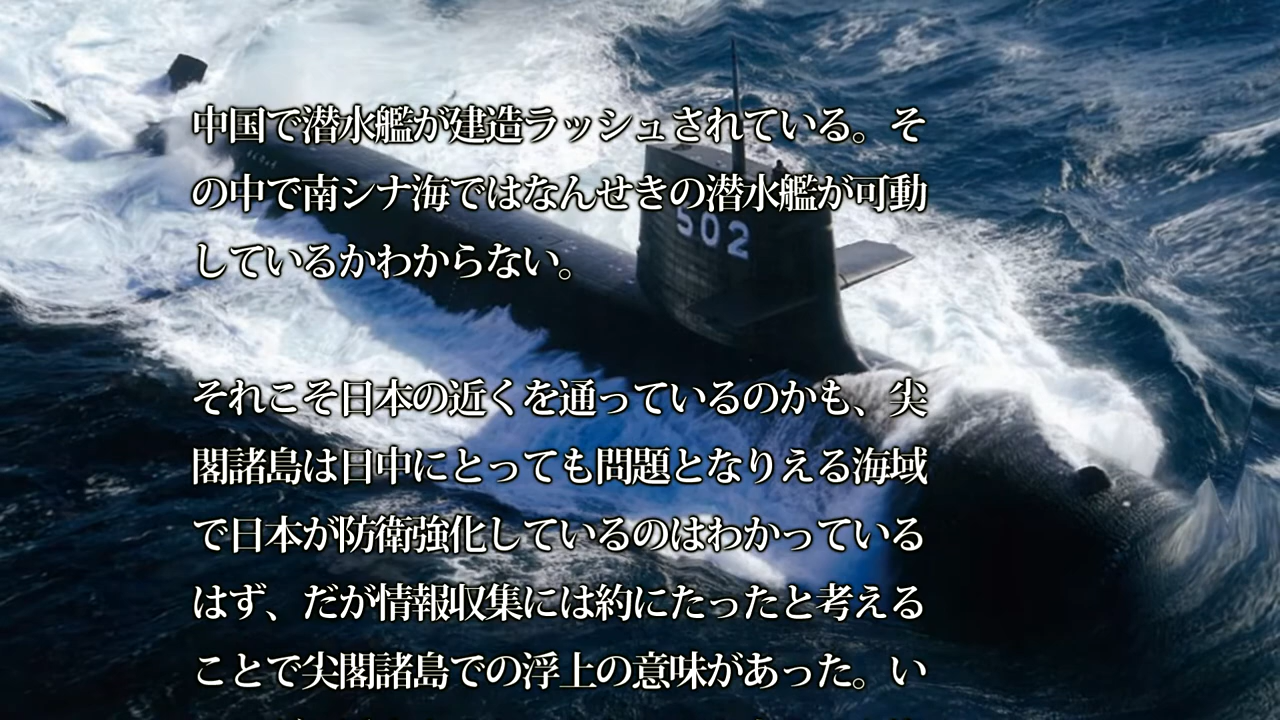 中国で潜水艦が建造ラッシュされている。そ
の中で南シナ海ではなんせきの潜水艦が可動
しているかわからない。
502
それこそ日本の近くを通っているのかも、尖
閣諸島は日中にとっても問題となりえる海域
で日本が防衛強化しているのはわかっている
はず、だが情報収集には約にたったと考える
ことで尖閣諸島での浮上の意味があった。い